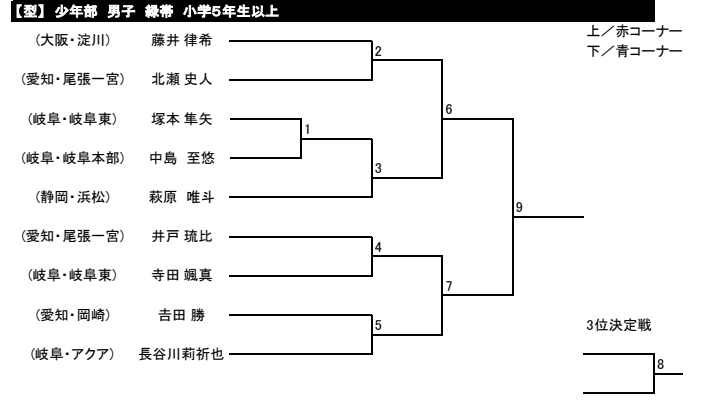 【型】 少年部 男子 緑帯 小学5年生以上
上／赤コーナー
下／青コーナー
（大阪・淀川） 藤井 律希
2
（愛知・尾張一宮） 北瀬 史人
6
（岐阜・岐阜東） 塚本 隼矢
1
（岐阜・岐阜本部） 中島 至悠
3
（静岡・浜松） 萩原 唯斗
9
（愛知・尾張一宮） 井戸 琉比
4
（岐阜・岐阜東） 寺田 颯真
7
（愛知・岡崎） 𠮷田 勝
5
3位決定戦
（岐阜・アクア） 長谷川莉祈也
8